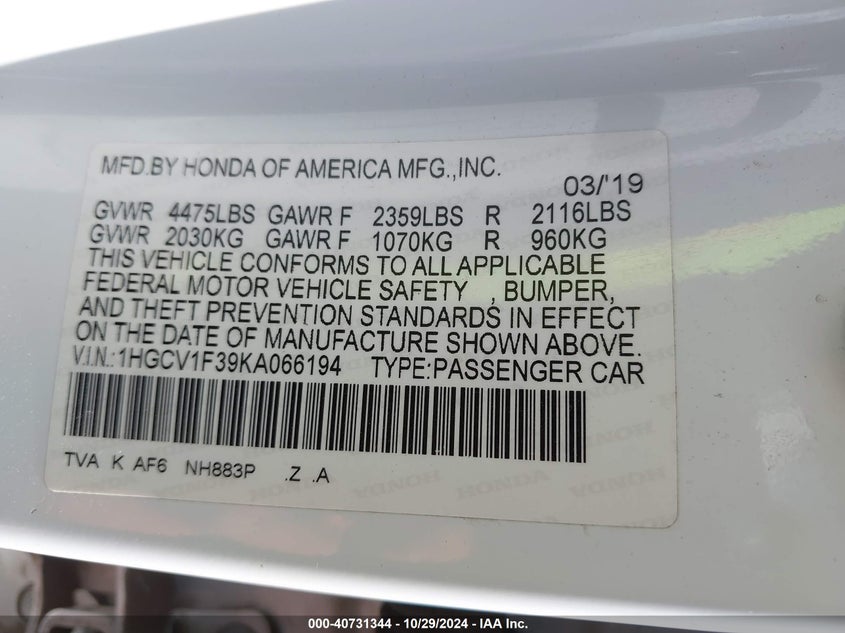 MFD.BY HONDA OF AMERICA MFG.,INC.
03/'19
GVWR 4475LBS GAWR F 2359LBS R 2116LBS
GVWR 2030KG GAWR F 1070KG R 960KG
THIS VEHICLE CONFORMS TO ALL APPLICABLE
FEDERAL MOTOR VEHICLE SAFETY , BUMPER,
AND THEFT PREVENTION STANDARDS IN EFFECT
ON THE DATE OF MANUFACTURE SHOWN ABOVE.
V.I.N.:1HGCV1F39KA066194 TYPE:PASSENGER CAR
TVA K AF6 NH883P .Z .A
HONDA HONDA HONDA
000-40731344 | 10/29/2024 - IAA Inc.